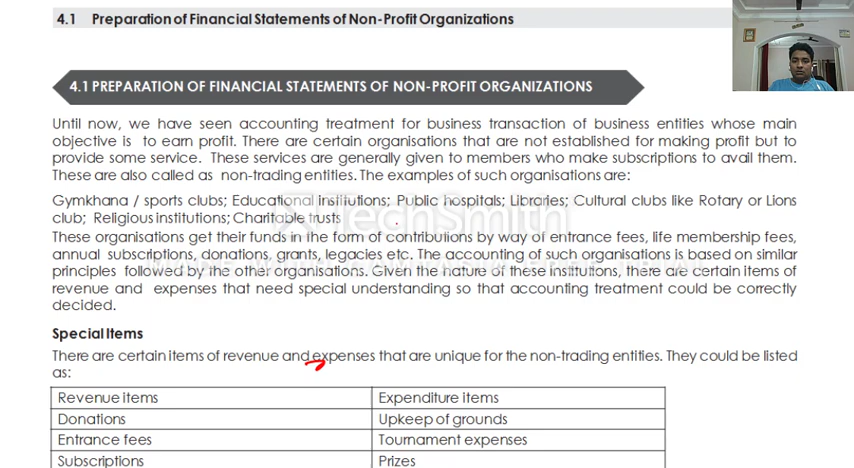 4.1 Preparation of Financial Statements of Non-Profit Organizations
4.1 PREPARATION OF FINANCIAL STATEMENTS OF NON-PROFIT ORGANIZATIONS
Until now, we have seen accounting treatment for business transaction of business entities whose main
objective is to earn profit. There are certain organisations that are not established for making profit but to
provide some service. These services are generally given to members who make subscriptions to avail them.
These are also called as non-trading entities. The examples of such organisations are:
Gymkhana / sports clubs; Educational institutions; Public hospitals; Libraries; Cultural clubs like Rotary or Lions
club; Religious institutions; Charitable trusts
TechSmith
These organisations get their funds in the form of contributions by way of entrance fees, life membership fees,
annual subscriptions, donations, grants, legacies etc. The accounting of such organisations is based on similar
principles followed by the other organisations. Given the nature of these institutions, there are certain items of
revenue and expenses that need special understanding so that accounting treatment could be correctly
decided.
Special Items
There are certain items of revenue and expenses that are unique for the non-trading entities. They could be listed
as:
Revenue items Expenditure items
Donations Upkeep of grounds
Entrance fees Tournament expenses
Subscriptions Prizes